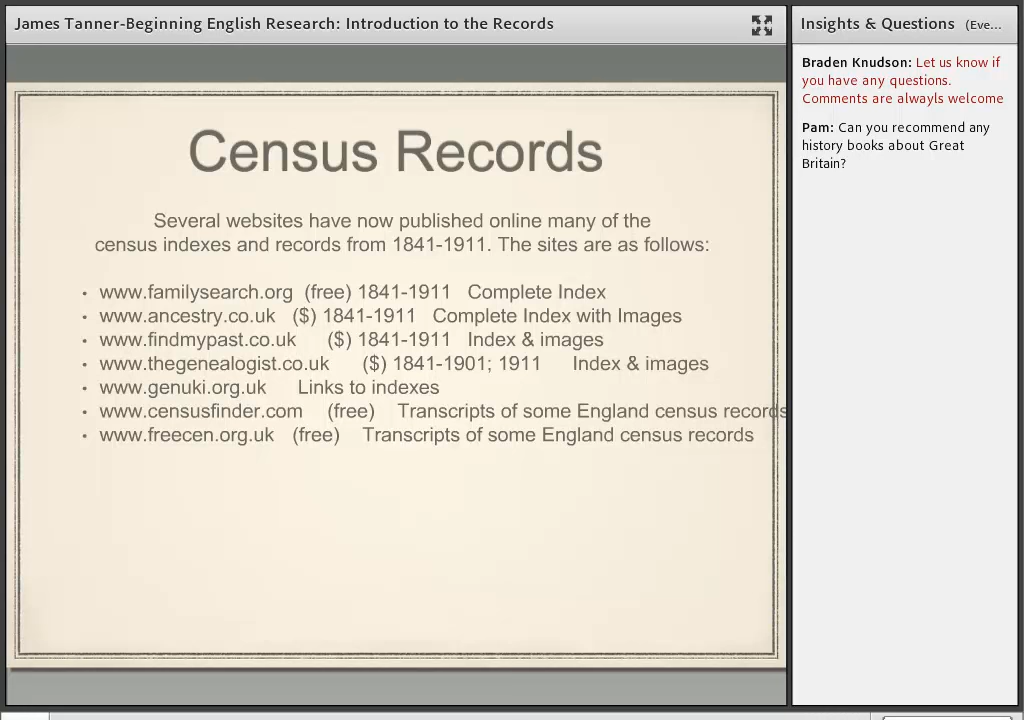 James Tanner-Beginning English Research: Introduction to the Records
Census Records
Several websites have now published online many of the
census indexes and records from 1841-1911. The sites are as follows:
• www.familysearch.org (free) 1841-1911 Complete Index
• www.ancestry.co.uk ($) 1841-1911 Complete Index with Images
• www.findmypast.co.uk ($) 1841-1911 Index & images
• www.thegenealogist.co.uk ($) 1841-1901; 1911 Index & images
• www.genuki.org.uk Links to indexes
• www.censusfinder.com (free) Transcripts of some England census records
• www.freecen.org.uk (free) Transcripts of some England census records
Insights & Questions (Eve...
Braden Knudson: Let us know if
you have any questions.
Comments are alwayls welcome
Pam: Can you recommend any
history books about Great
Britain?